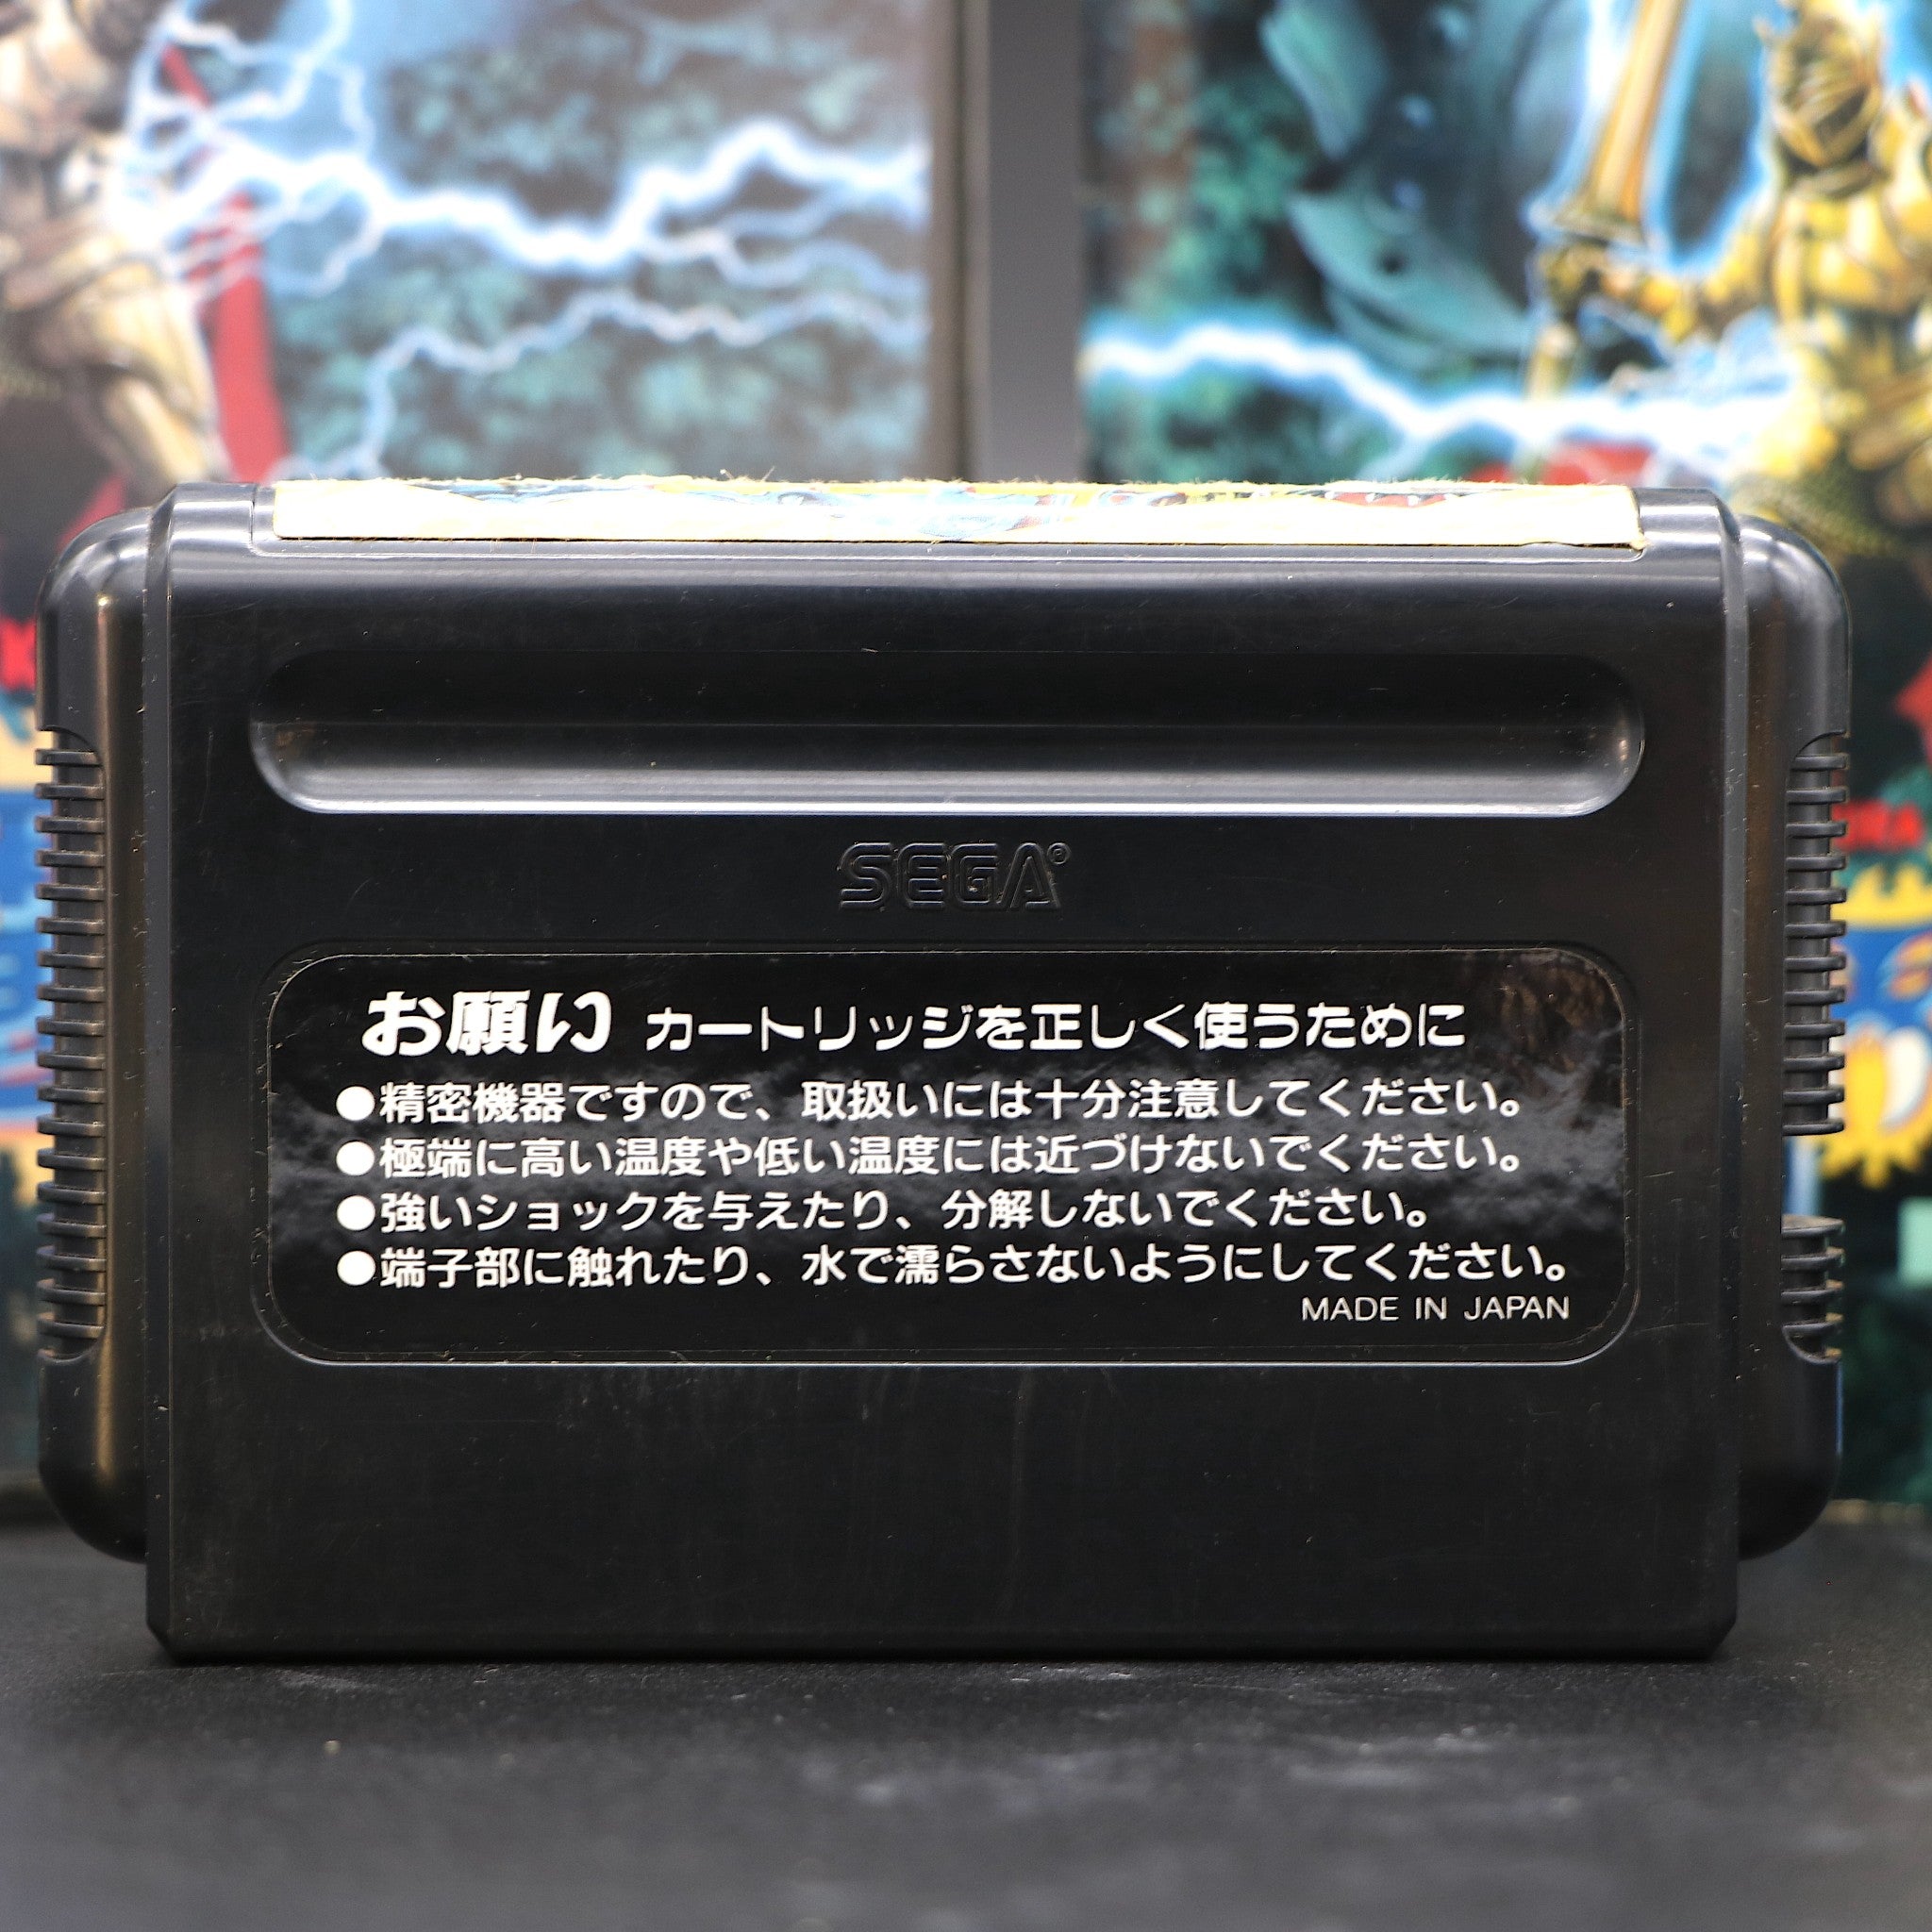 SEGA®
お願い カートリッジを正しく使うために
●精密機器ですので、取扱いには十分注意してください。
●極端に高い温度や低い温度には近づけないでください。
●強いショックを与えたり、分解しないでください。
●端子部に触れたり、水で濡らさないようにしてください。
MADE IN JAPAN